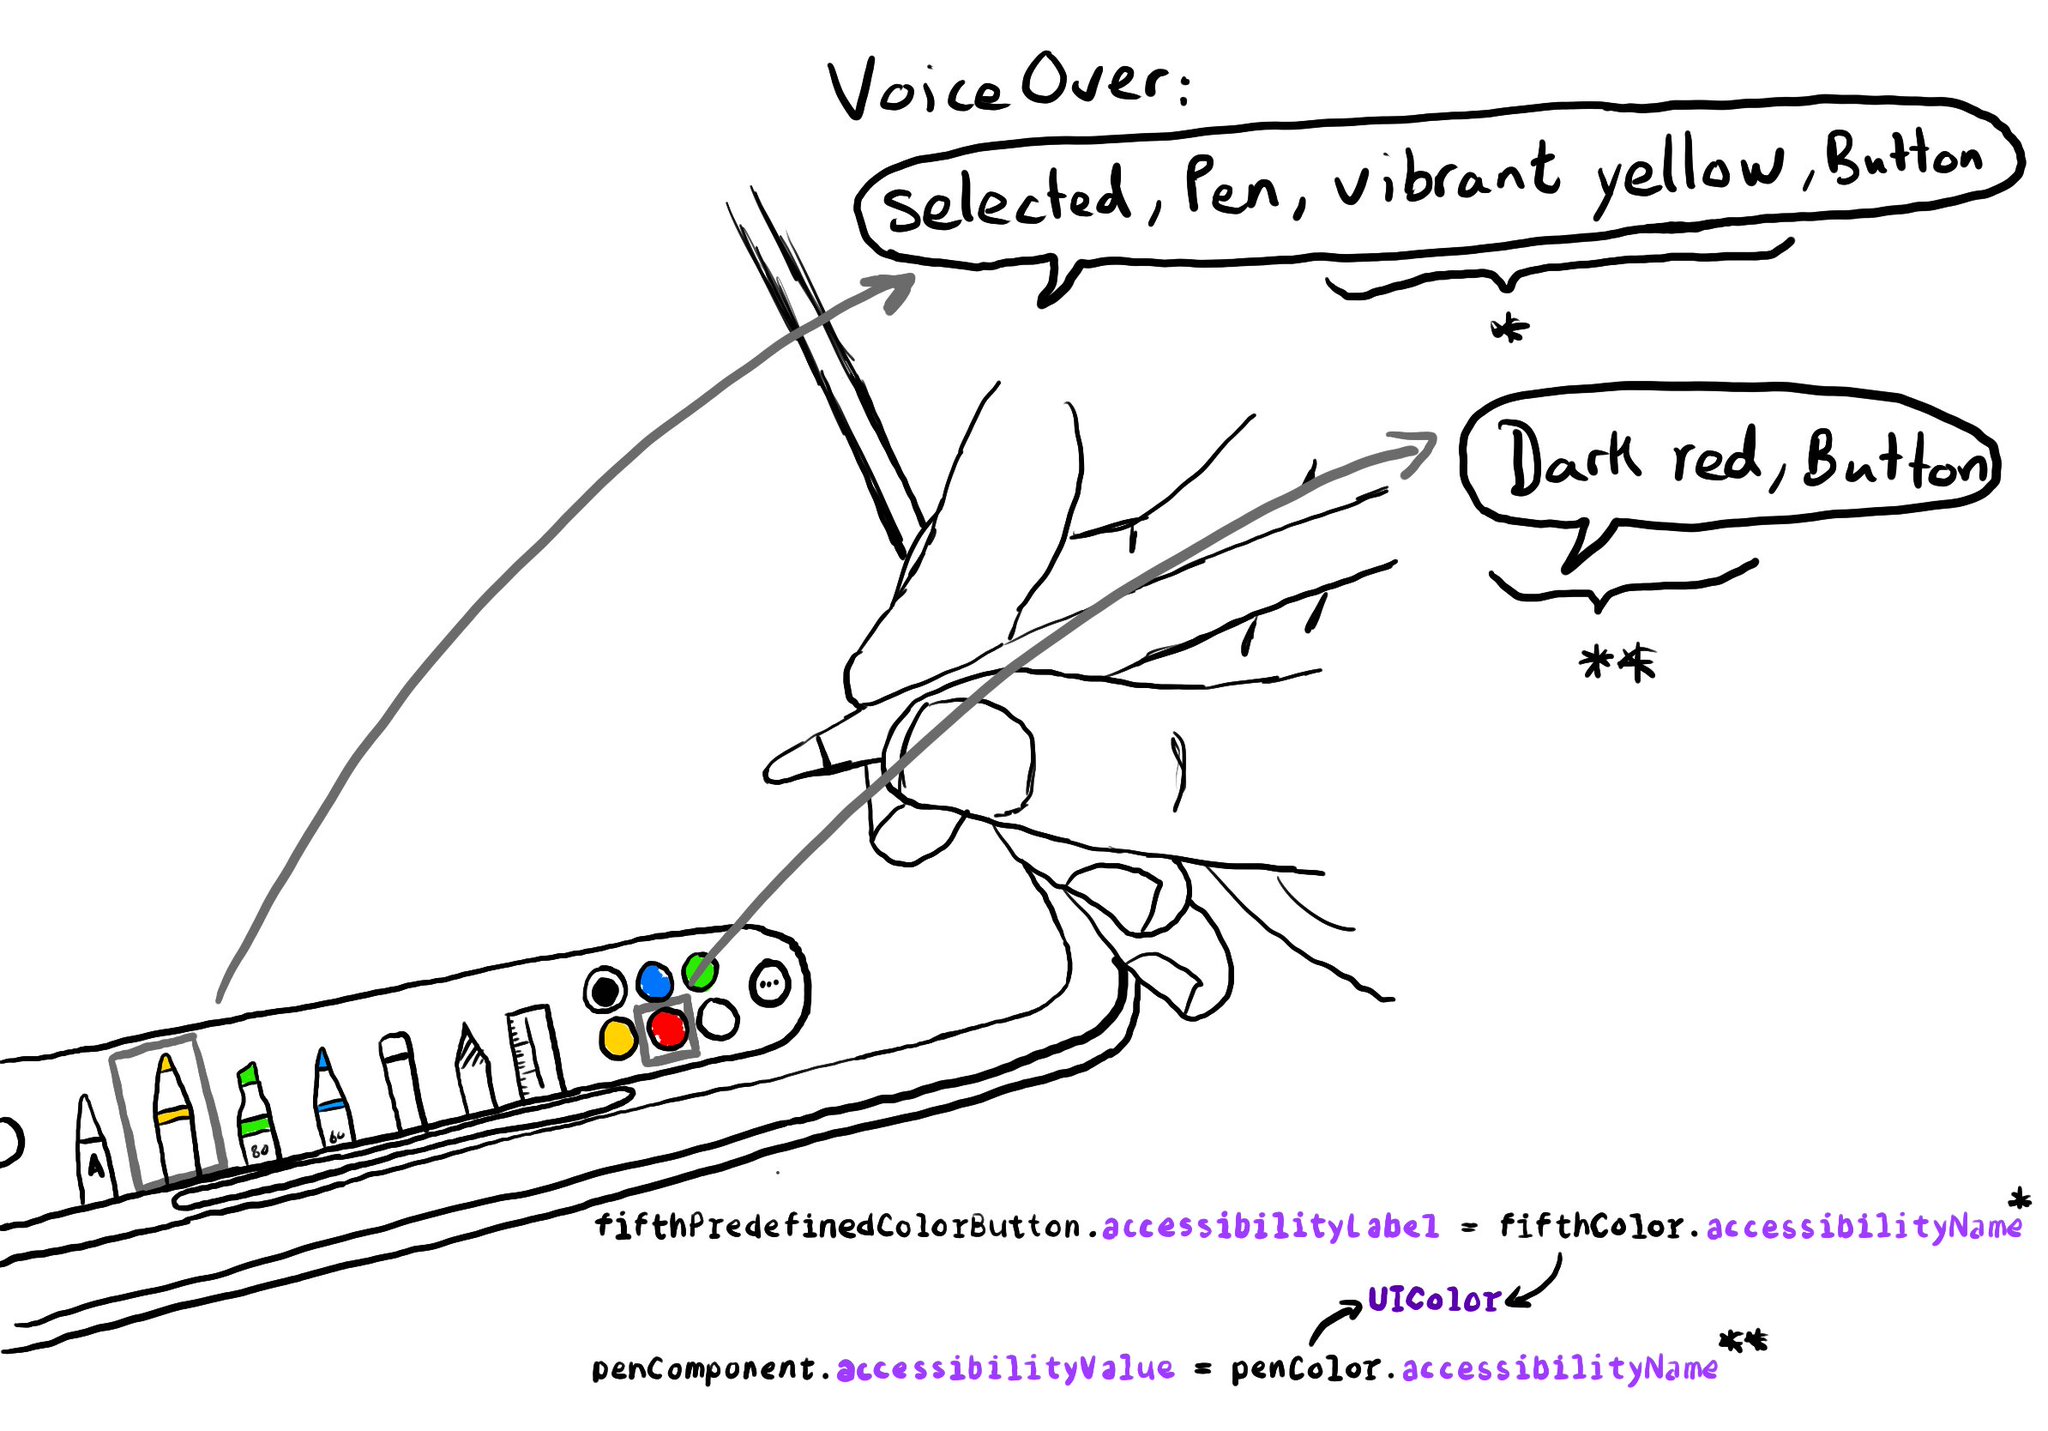 VoiceOver:
selected, Pen, vibrant yellow, Button
*
Dark red, Button
**
A
80
60
fifthPredefinedColorButton.accessibilityLabel = fifthColor.accessibilityName*
UIColor
penComponent.accessibilityValue = penColor.accessibilityName**